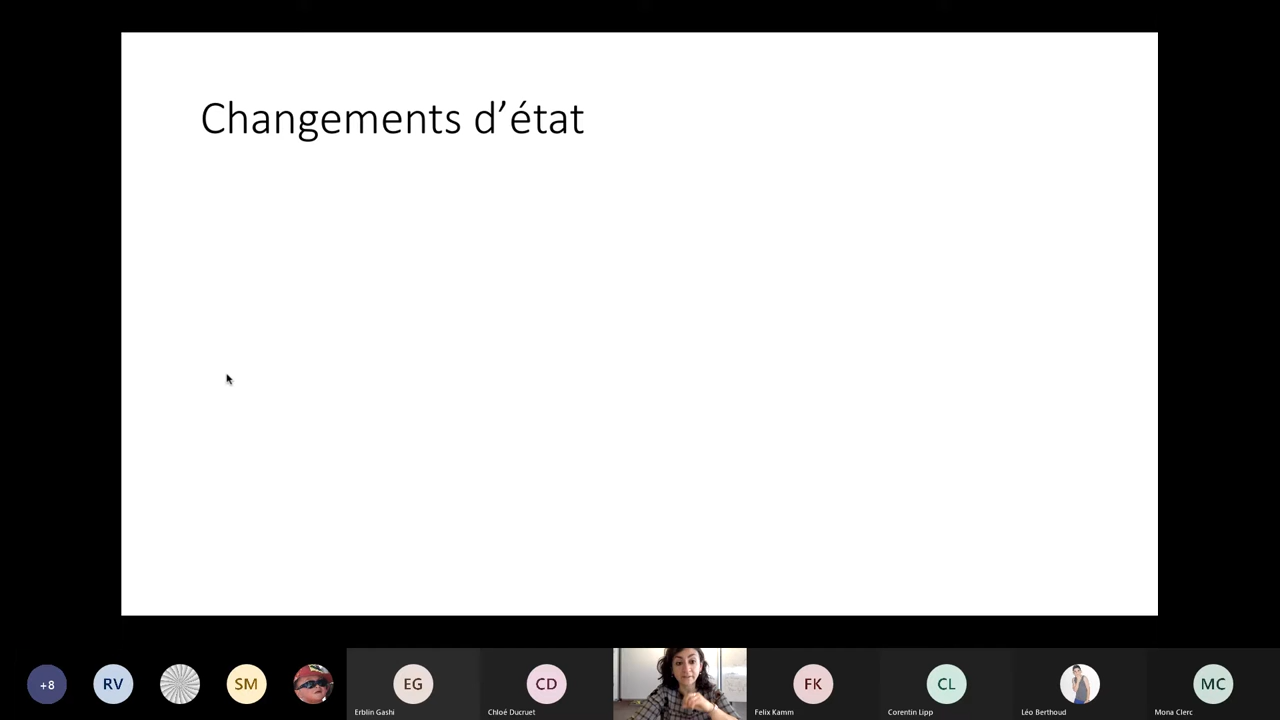 Changements d’état
+8
RV
SM
EG
CD
FK
CL
MC
Erblin Gashi
Chloé Ducruet
Felix Kamm
Corentin Lipp
Léo Berthoud
Mona Clerc